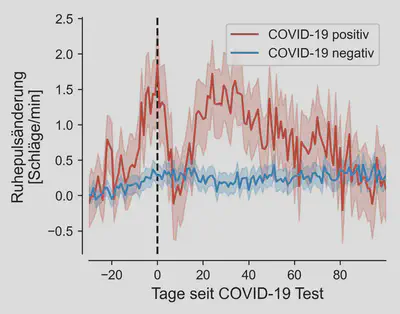 COVID-19 positiv
COVID-19 negativ
Ruhepulsänderung
[Schläge/min]
2.5
2.0
1.5
1.0
0.5
0.0
−0.5
−20 0 20 40 60 80
Tage seit COVID-19 Test